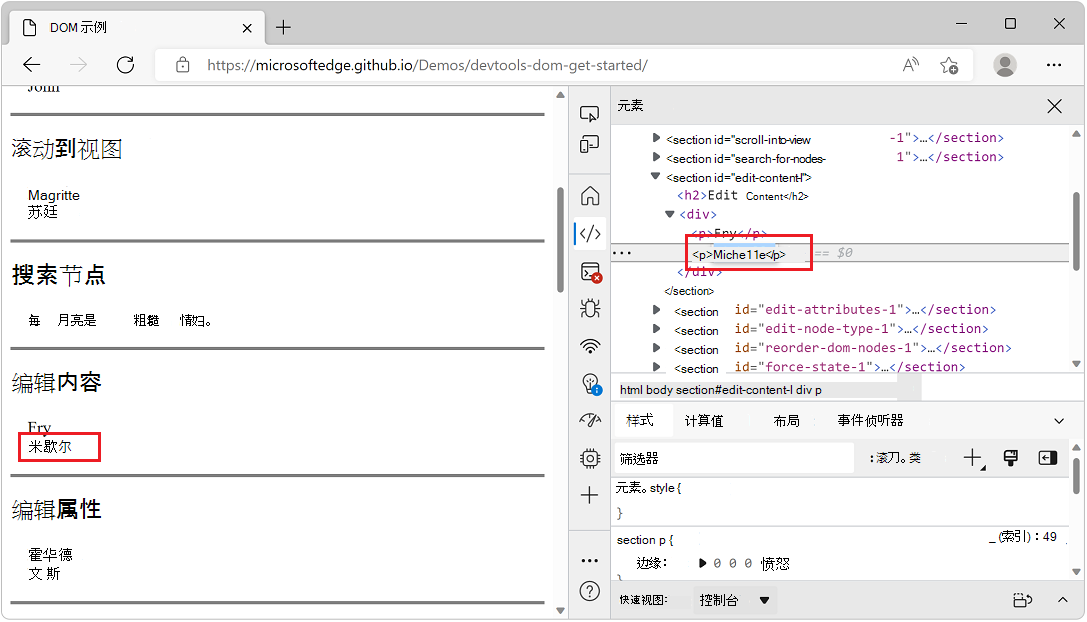 DOM 示例
https://microsoftedge.github.io/Demos/devtools-dom-get-started/
John
滚动到视图
Magritte
苏廷
搜索节点
每 月亮是 粗糙 情妇。
编辑内容
Fry
米歇尔
编辑属性
霍华德
文斯
元素
<section id="scroll-into-view -1">…</section>
<section id="search-for-nodes- 1">…</section>
<section id="edit-content-l">
<h2>Edit Content</h2>
<div>
<p>Fry</p>
<p>Miche11e</p> == $0
</div>
</section>
<section id="edit-attributes-1">…</section>
<section id="edit-node-type-1">…</section>
<section id="reorder-dom-nodes-1">…</section>
<section id="force-state-1">…</section>
html body section#edit-content-l div p
样式 计算值 布局 事件侦听器
筛选器 :滚刀。类
元素。style {
}
section p { _ (索引):49
边缘: 0 0 0 愤怒
}
快速视图: 控制台